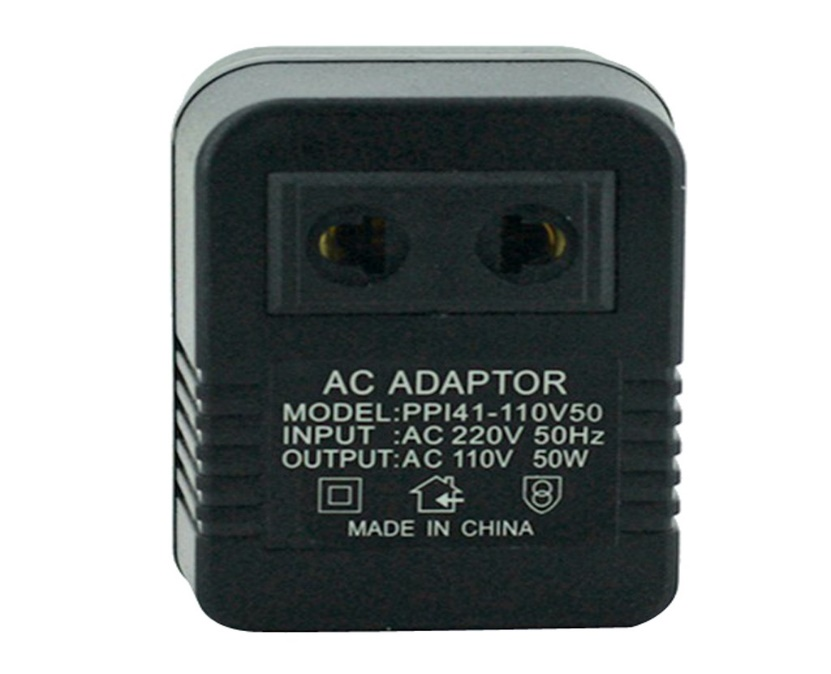 AC ADAPTOR
MODEL:PPI41-110V50
INPUT :AC 220V 50Hz
OUTPUT:AC 110V 50W
MADE IN CHINA